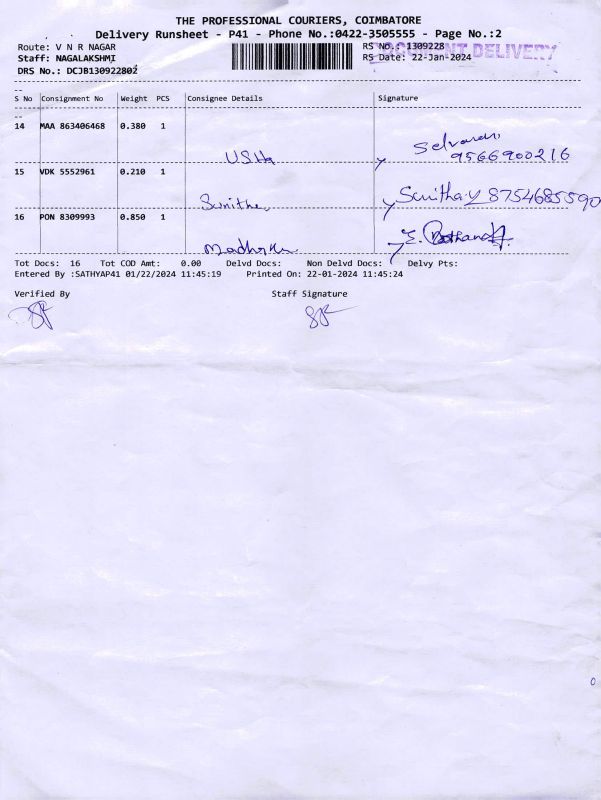 THE PROFESSIONAL COURIERS, COIMBATORE
Delivery Runsheet - P41 - Phone No.:0422-3505555 - Page No.:2
Route: V N R NAGAR
RS No.: 1309228
DELIVERY
Staff: NAGALAKSHMI
RS Date: 22-Jan-2024
DRS No.: DCJB130922802
S No Consignment No Weight PCS Consignee Details Signature
14 MAA 863406468 0.380 1
USHa
Selvaran
9566900216
15 VDK 5552961 0.210 1
Sunitha
Sunitha.y 8754685590
16 PON 8309993 0.850 1
E.
Tot Docs: 16 Tot COD Amt: 0.00 Delvd Docs: Non Delvd Docs: Delvy Pts:
Entered By :SATHYAP41 01/22/2024 11:45:19 Printed On: 22-01-2024 11:45:24
Verified By Staff Signature